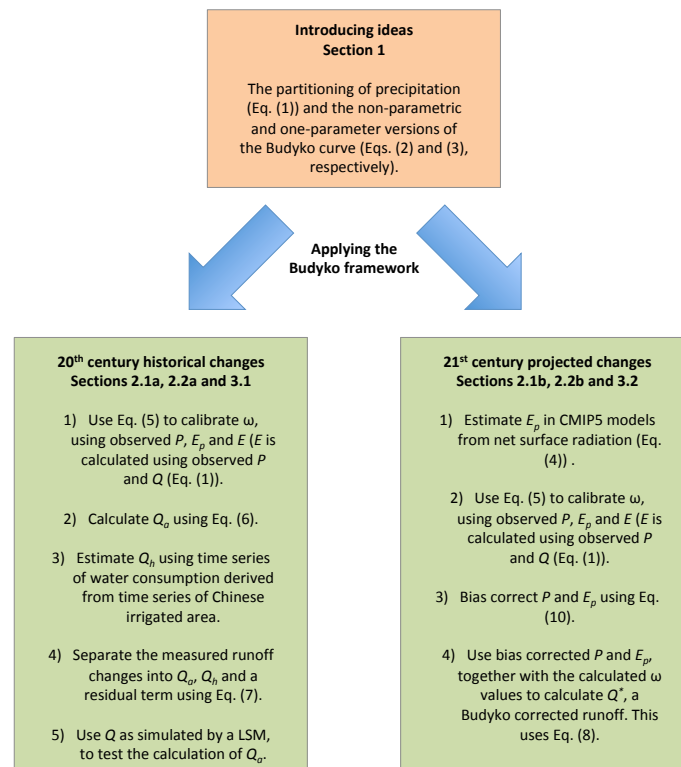 Introducing ideas
Section 1
The partitioning of precipitation
(Eq. (1)) and the non-parametric
and one-parameter versions of
the Budyko curve (Eqs. (2) and (3),
respectively).
Applying the
Budyko framework
20th century historical changes
Sections 2.1a, 2.2a and 3.1
1) Use Eq. (5) to calibrate ω,
using observed P, Ep and E (E is
calculated using observed P
and Q (Eq. (1)).
2) Calculate Qa using Eq. (6).
3) Estimate Qh using time series
of water consumption derived
from time series of Chinese
irrigated area.
4) Separate the measured runoff
changes into Qa, Qh and a
residual term using Eq. (7).
5) Use Q as simulated by a LSM,
to test the calculation of Qa.
21st century projected changes
Sections 2.1b, 2.2b and 3.2
1) Estimate Ep in CMIP5 models
from net surface radiation (Eq.
(4)) .
2) Use Eq. (5) to calibrate ω,
using observed P, Ep and E (E is
calculated using observed P
and Q (Eq. (1)).
3) Bias correct P and Ep using Eq.
(10).
4) Use bias corrected P and Ep,
together with the calculated ω
values to calculate Q*, a
Budyko corrected runoff. This
uses Eq. (8).